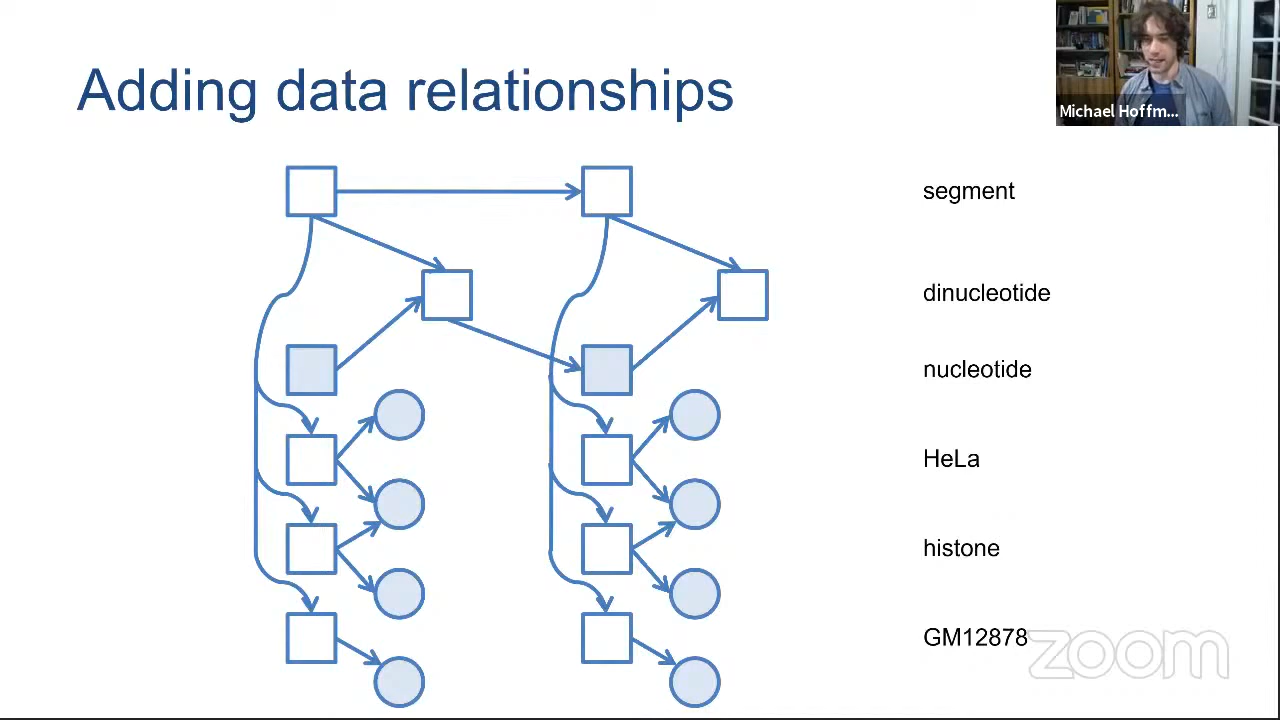 Adding data relationships
Michael Hoffm...
segment
dinucleotide
nucleotide
HeLa
histone
GM12878
zoom